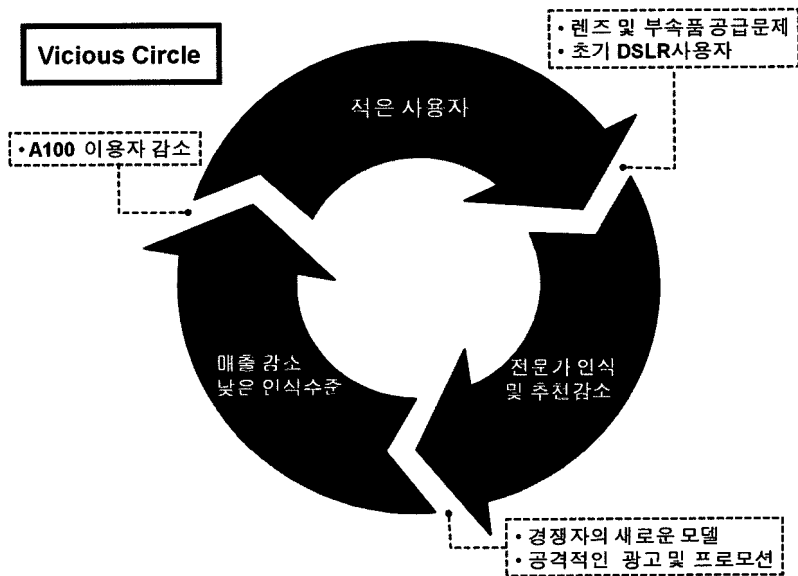 Vicious Circle
• 렌즈 및 부속품 공급문제
• 초기 DSLR사용자
적은 사용자
• A100 이용자 감소
매출 감소
낮은 인식수준
전문가 인식
및 추천감소
• 경쟁자의 새로운 모델
• 공격적인 광고 및 프로모션